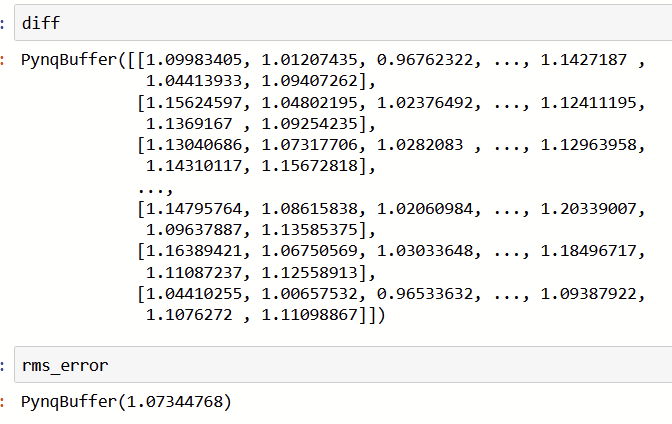 : diff
: PynqBuffer([[1.09983405, 1.01207435, 0.96762322, ..., 1.1427187 ,
1.04413933, 1.09407262],
[1.15624597, 1.04802195, 1.02376492, ..., 1.12411195,
1.1369167 , 1.09254235],
[1.13040686, 1.07317706, 1.0282083 , ..., 1.12963958,
1.14310117, 1.15672818],
...,
[1.14795764, 1.08615838, 1.02060984, ..., 1.20339007,
1.09637887, 1.13585375],
[1.16389421, 1.06750569, 1.03033648, ..., 1.18496717,
1.11087237, 1.12558913],
[1.04410255, 1.00657532, 0.96533632, ..., 1.09387922,
1.1076272 , 1.11098867]])
: rms_error
: PynqBuffer(1.07344768)